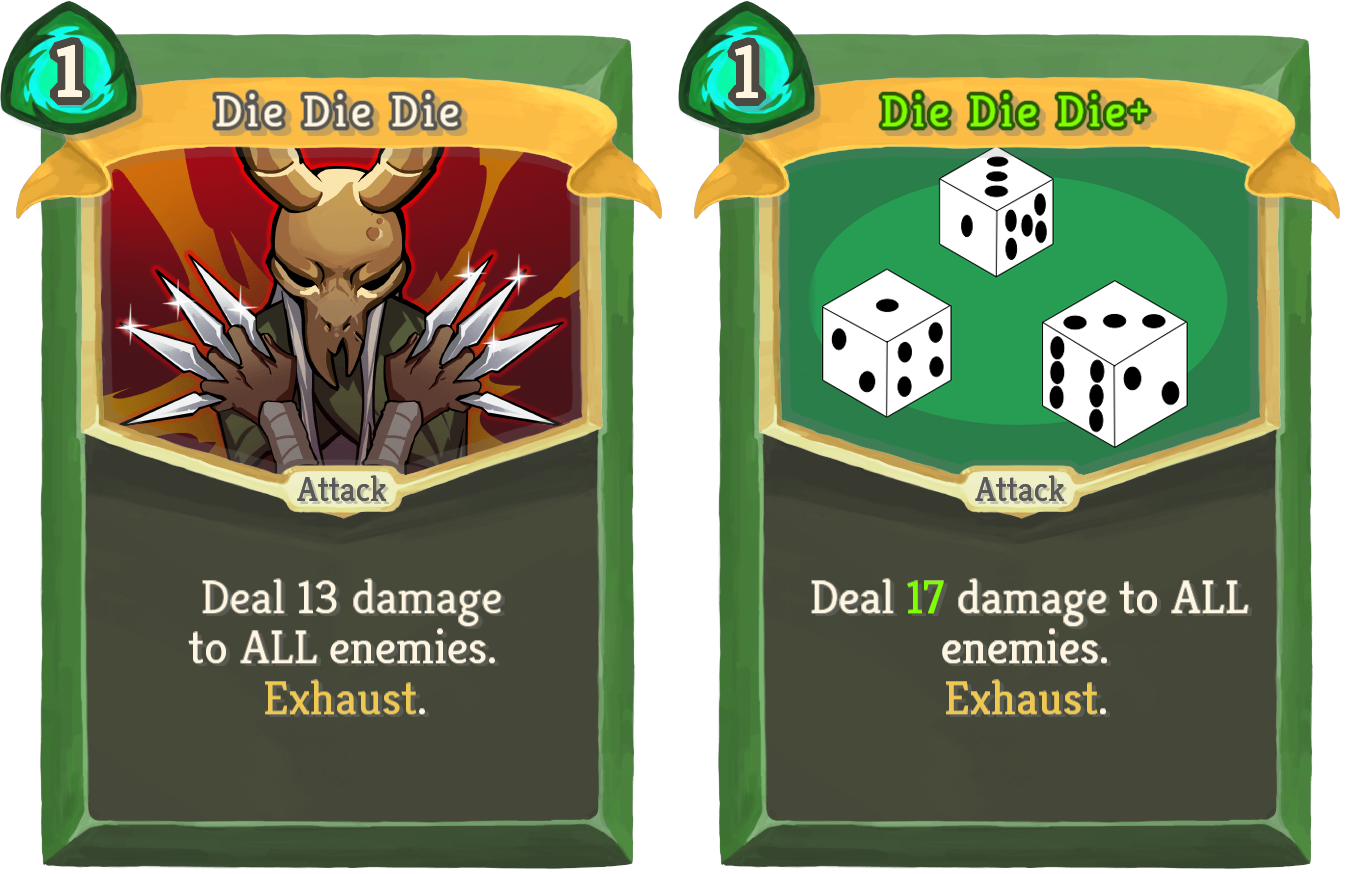 1
Die Die Die
Attack
Deal 13 damage
to ALL enemies.
Exhaust.
1
Die Die Die+
Attack
Deal 17 damage to ALL
enemies.
Exhaust.